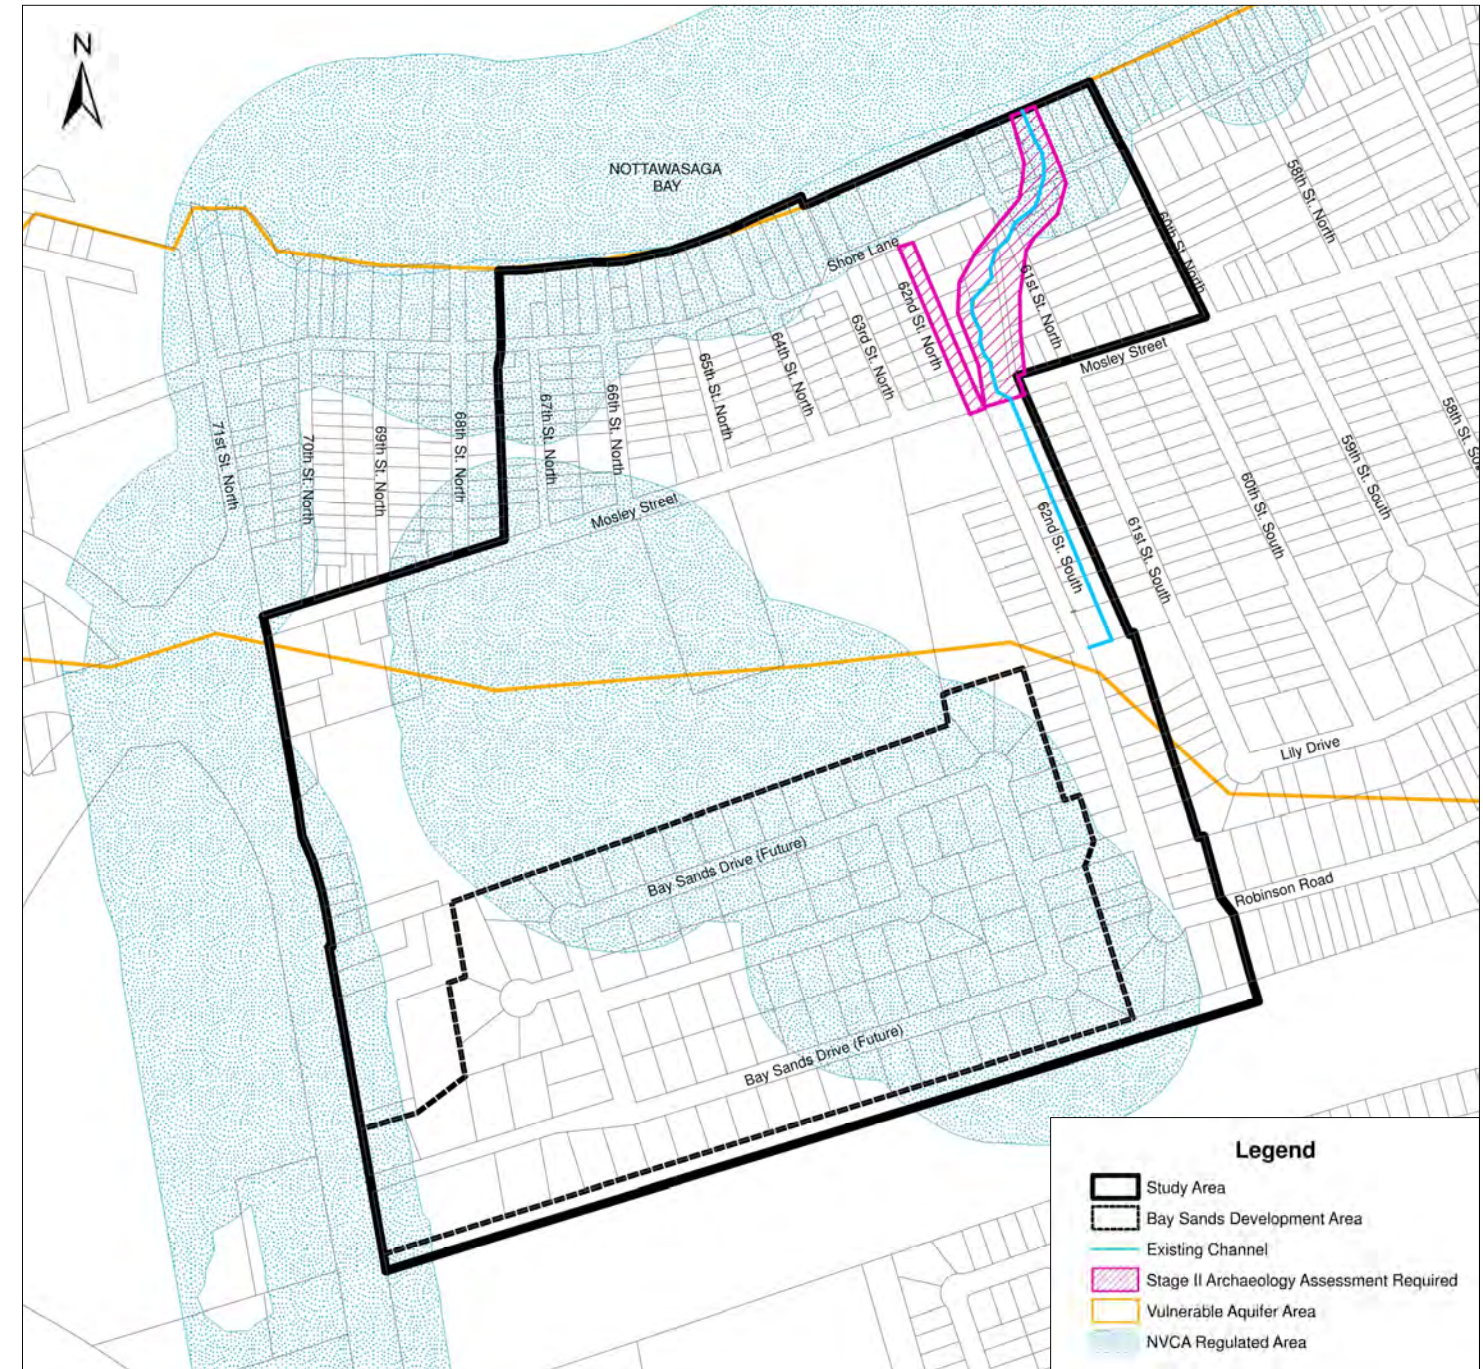 N
NOTTAWASAGA
BAY
58th St. North
60th St. North
Shore Lane
61st St. North
62nd St. North
63rd St. North
64th St. North
65th St. North
66th St. North
67th St. North
68th St. North
69th St. North
70th St. North
71st St. North
Mosley Street
Mosley Street
58th St. So
59th St. South
60th St. South
61st St. South
62nd St. South
Lily Drive
Robinson Road
Bay Sands Drive (Future)
Bay Sands Drive (Future)
Legend
Study Area
Bay Sands Development Area
Existing Channel
Stage II Archaeology Assessment Required
Vulnerable Aquifer Area
NVCA Regulated Area